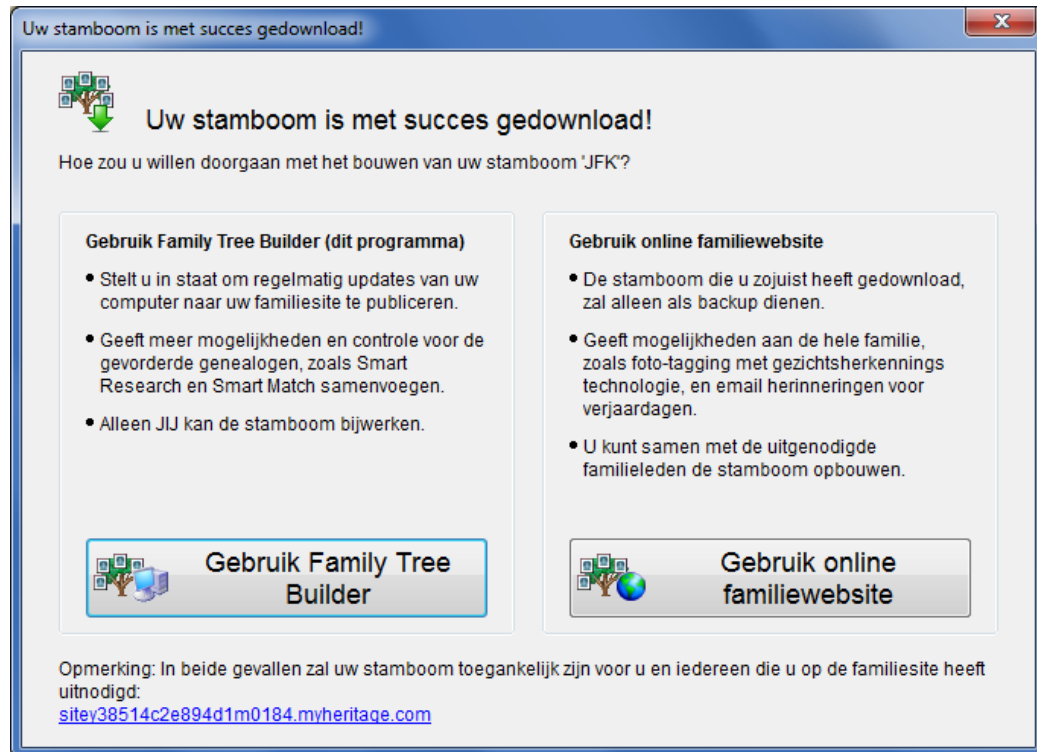 Uw stamboom is met succes gedownload!
Uw stamboom is met succes gedownload!
Hoe zou u willen doorgaan met het bouwen van uw stamboom 'JFK'?
Gebruik Family Tree Builder (dit programma)
• Stelt u in staat om regelmatig updates van uw
computer naar uw familiesite te publiceren.
• Geeft meer mogelijkheden en controle voor de
gevorderde genealogen, zoals Smart
Research en Smart Match samenvoegen.
• Alleen JIJ kan de stamboom bijwerken.
Gebruik Family Tree
Builder
Gebruik online familiewebsite
• De stamboom die u zojuist heeft gedownload,
zal alleen als backup dienen.
• Geeft mogelijkheden aan de hele familie,
zoals foto-tagging met gezichtsherkennings
technologie, en email herinneringen voor
verjaardagen.
• U kunt samen met de uitgenodigde
familieleden de stamboom opbouwen.
Gebruik online
familiewebsite
Opmerking: In beide gevallen zal uw stamboom toegankelijk zijn voor u en iedereen die u op de familiesite heeft
uitnodigd:
sitey38514c2e894d1m0184.myheritage.com